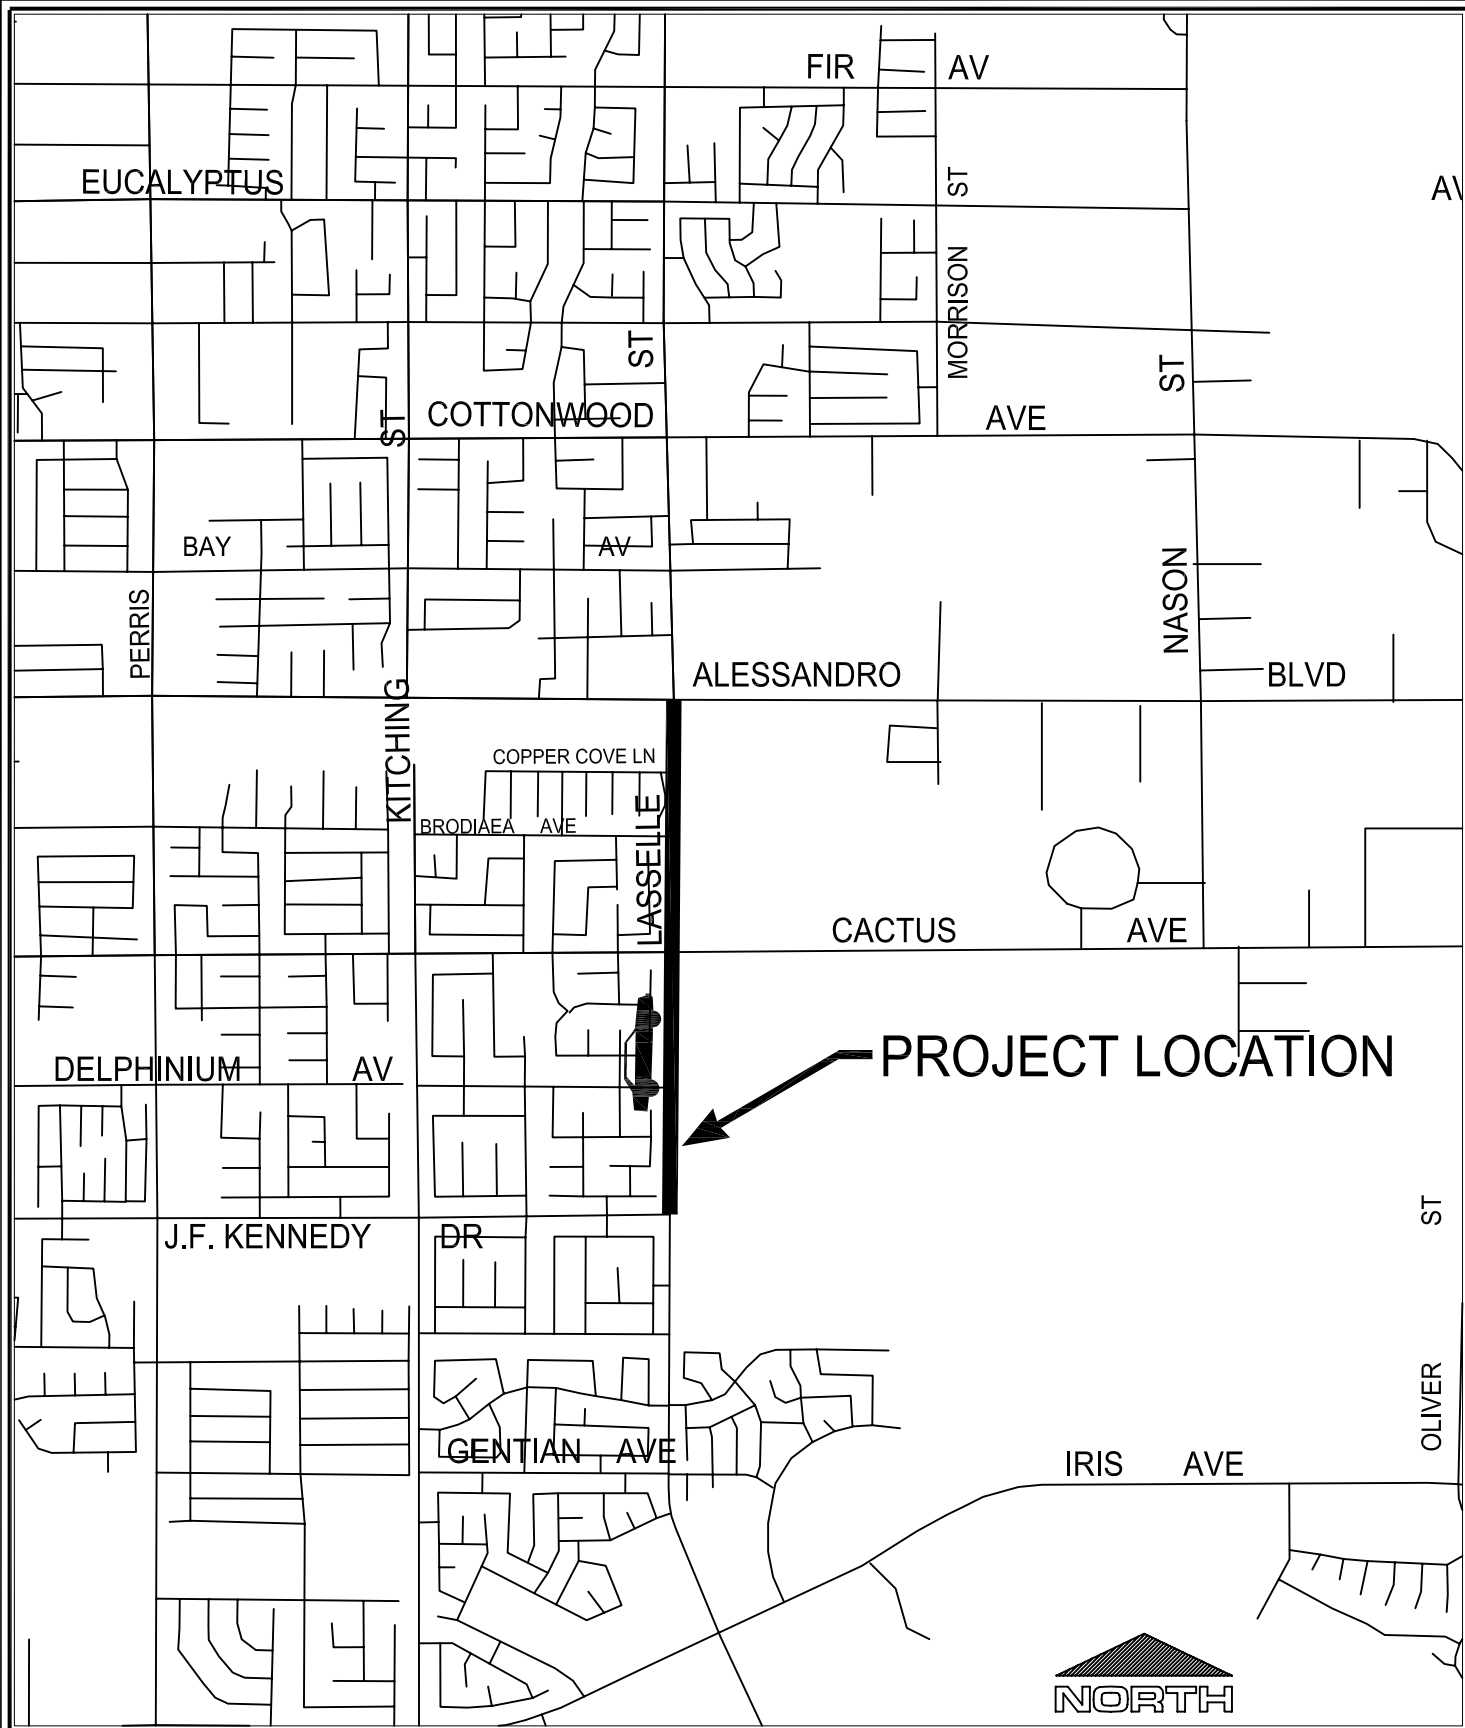 FIR AV
EUCALYPTUS
AV
ST
MORRISON
ST
ST
COTTONWOOD AVE
ST
BAY AV
NASON
PERRIS
ALESSANDRO BLVD
KITCHING
COPPER COVE LN
LASSELLE
BRODIAEA AVE
CACTUS AVE
PROJECT LOCATION
DELPHINIUM AV
J.F. KENNEDY DR
ST
OLIVER
GENTIAN AVE
IRIS AVE
NORTH